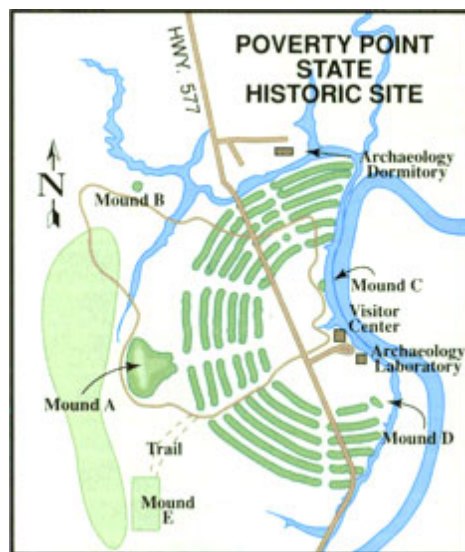 POVERTY POINT
STATE
HISTORIC SITE
HWY. 577
Archaeology
Dormitory
N
Mound B
Mound C
Visitor
Center
Archaeology
Laboratory
Mound A
Mound D
Trail
Mound
E